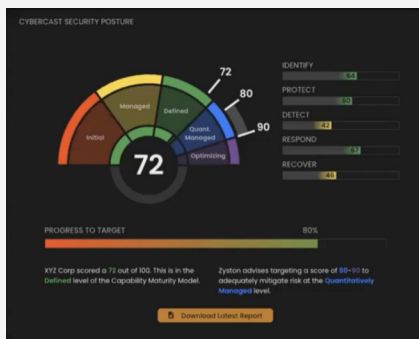 CYBERCAST SECURITY POSTURE
72
80
90
Initial
Managed
Defined
Quant.
Managed
Optimizing
72
IDENTIFY
64
PROTECT
60
DETECT
42
RESPOND
67
RECOVER
46
PROGRESS TO TARGET 80%
XYZ Corp scored a 72 out of 100. This is in the
Defined level of the Capability Maturity Model.
Zyston advises targeting a score of 80-90 to
adequately mitigate risk at the Quantitatively
Managed level.
Download Latest Report